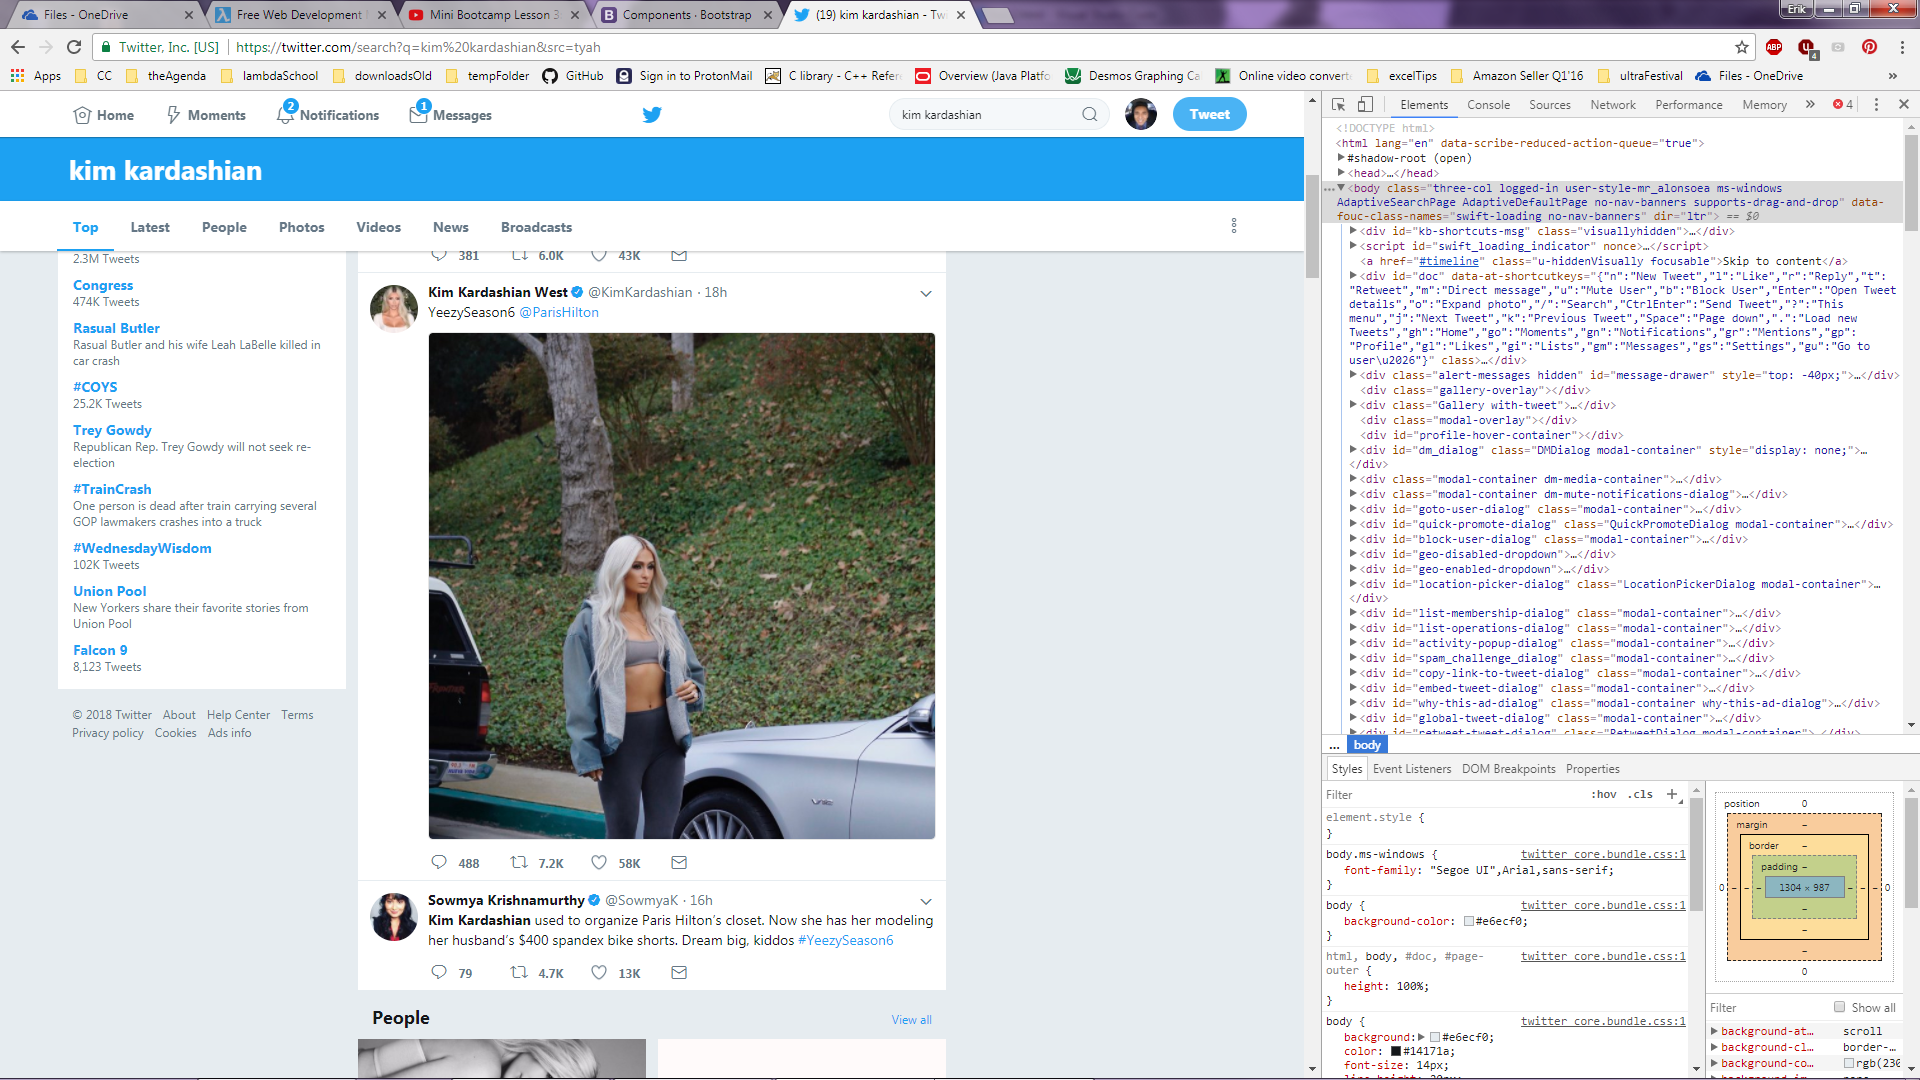 Files - OneDrive
Free Web Development
Mini Bootcamp Lesson 3
Components · Bootstrap
(19) kim kardashian - Tw
Erik
Twitter, Inc. [US]
https://twitter.com/search?q=kim%20kardashian&src=tyah
ABP
4
Apps
CC
theAgenda
lambdaSchool
downloadsOld
tempFolder
GitHub
Sign in to ProtonMail
C library - C++ Refer
Overview (Java Platfo
Desmos Graphing Ca
Online video converte
excelTips
Amazon Seller Q1'16
ultraFestival
Files - OneDrive
»
Home
Moments
2
Notifications
1
Messages
kim kardashian
Tweet
kim kardashian
Top
Latest
People
Photos
Videos
News
Broadcasts
2.3M Tweets
Congress
474K Tweets
Rasual Butler
Rasual Butler and his wife Leah LaBelle killed in
car crash
#COYS
25.2K Tweets
Trey Gowdy
Republican Rep. Trey Gowdy will not seek re-
election
#TrainCrash
One person is dead after train carrying several
GOP lawmakers crashes into a truck
#WednesdayWisdom
102K Tweets
Union Pool
New Yorkers share their favorite stories from
Union Pool
Falcon 9
8,123 Tweets
© 2018 Twitter About Help Center Terms
Privacy policy Cookies Ads info
381 6.0K 43K
Kim Kardashian West @KimKardashian · 18h
YeezySeason6 @ParisHilton
V12
488 7.2K 58K
Sowmya Krishnamurthy @SowmyaK · 16h
Kim Kardashian used to organize Paris Hilton's closet. Now she has her modeling
her husband's $400 spandex bike shorts. Dream big, kiddos #YeezySeason6
79 4.7K 13K
People
View all
Elements Console Sources Network Performance Memory » 4
<!DOCTYPE html>
<html lang="en" data-scribe-reduced-action-queue="true">
#shadow-root (open)
<head>…</head>
<body class="three-col logged-in user-style-mr_alonsoea ms-windows
AdaptiveSearchPage AdaptiveDefaultPage no-nav-banners supports-drag-and-drop" data-
fouc-class-names="swift-loading no-nav-banners" dir="ltr"> == $0
<div id="kb-shortcuts-msg" class="visuallyhidden">…</div>
<script id="swift_loading_indicator" nonce>…</script>
<a href="#timeline" class="u-hiddenVisually focusable">Skip to content</a>
<div id="doc" data-at-shortcutkeys="{"n":"New Tweet","l":"Like","r":"Reply","t":
"Retweet","m":"Direct message","u":"Mute User","b":"Block User","Enter":"Open Tweet
details","o":"Expand photo","/":"Search","CtrlEnter":"Send Tweet","?":"This
menu","j":"Next Tweet","k":"Previous Tweet","Space":"Page down",".":"Load new
Tweets","gh":"Home","go":"Moments","gn":"Notifications","gr":"Mentions","gp":
"Profile","gl":"Likes","gi":"Lists","gm":"Messages","gs":"Settings","gu":"Go to
user\u2026"}" class>…</div>
<div class="alert-messages hidden" id="message-drawer" style="top: -40px;">…</div>
<div class="gallery-overlay"></div>
<div class="Gallery with-tweet">…</div>
<div class="modal-overlay"></div>
<div id="profile-hover-container"></div>
<div id="dm_dialog" class="DMDialog modal-container" style="display: none;">…
</div>
<div class="modal-container dm-media-container">…</div>
<div class="modal-container dm-mute-notifications-dialog">…</div>
<div id="goto-user-dialog" class="modal-container">…</div>
<div id="quick-promote-dialog" class="QuickPromoteDialog modal-container">…</div>
<div id="block-user-dialog" class="modal-container">…</div>
<div id="geo-disabled-dropdown">…</div>
<div id="geo-enabled-dropdown">…</div>
<div id="location-picker-dialog" class="LocationPickerDialog modal-container">…
</div>
<div id="list-membership-dialog" class="modal-container">…</div>
<div id="list-operations-dialog" class="modal-container">…</div>
<div id="activity-popup-dialog" class="modal-container">…</div>
<div id="spam_challenge_dialog" class="modal-container">…</div>
<div id="copy-link-to-tweet-dialog" class="modal-container">…</div>
<div id="embed-tweet-dialog" class="modal-container">…</div>
<div id="why-this-ad-dialog" class="modal-container why-this-ad-dialog">…</div>
<div id="global-tweet-dialog" class="modal-container">…</div>
<div id="retweet-tweet-dialog" class="RetweetDialog modal-container">…</div>
... body
Styles Event Listeners DOM Breakpoints Properties
Filter :hov .cls +
element.style {
}
body.ms-windows { twitter core.bundle.css:1
font-family: "Segoe UI",Arial,sans-serif;
}
body { twitter core.bundle.css:1
background-color: #e6ecf0;
}
html, body, #doc, #page- twitter core.bundle.css:1
outer {
height: 100%;
}
body { twitter core.bundle.css:1
background: #e6ecf0;
color: #14171a;
font-size: 14px;
line-height: 20px;
position 0
margin –
border –
padding –
0 – – – 1304 × 987 – – – 0
–
–
–
0
Filter Show all
background-at… scroll
background-cl… border-…
background-co… rgb(230